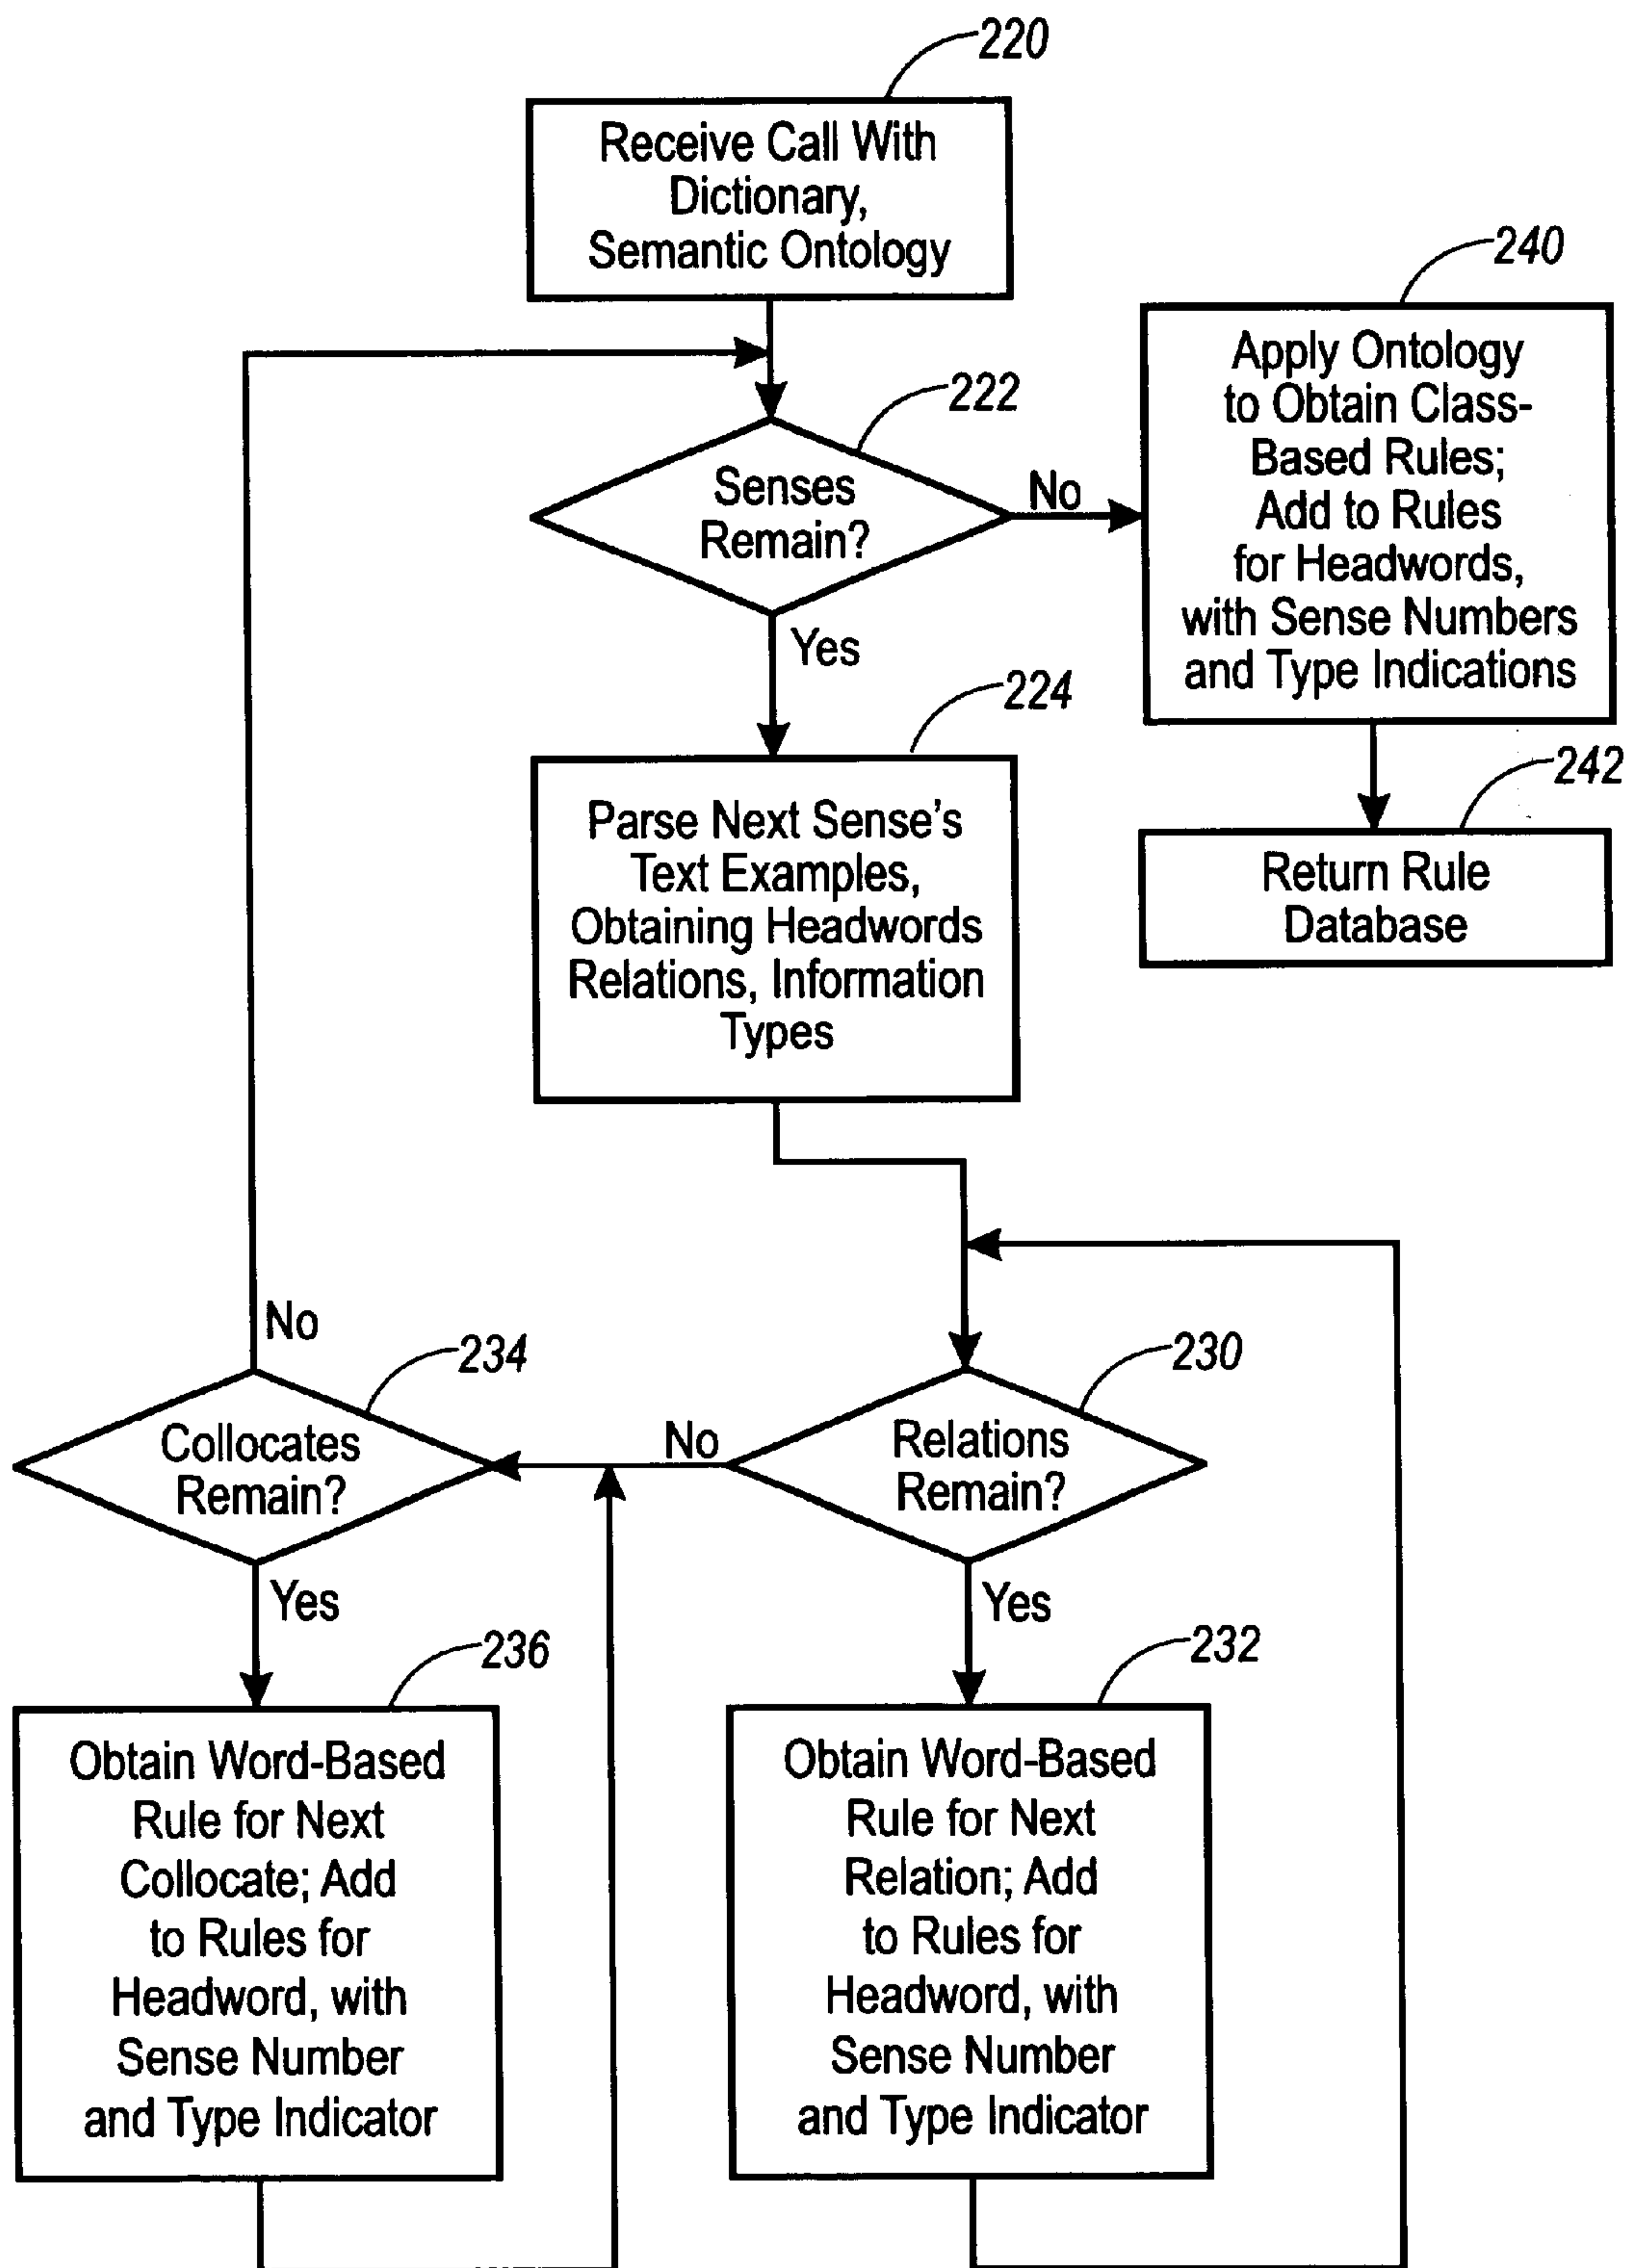 220
Receive Call With
Dictionary,
Semantic Ontology
240
Apply Ontology
to Obtain Class-
Based Rules;
Add to Rules
for Headwords,
with Sense Numbers
and Type Indications
222
Senses
Remain?
No
Yes
242
Return Rule
Database
224
Parse Next Sense's
Text Examples,
Obtaining Headwords
Relations, Information
Types
230
Relations
Remain?
No
Yes
234
Collocates
Remain?
No
Yes
236
Obtain Word-Based
Rule for Next
Collocate; Add
to Rules for
Headword, with
Sense Number
and Type Indicator
232
Obtain Word-Based
Rule for Next
Relation; Add
to Rules for
Headword, with
Sense Number
and Type Indicator